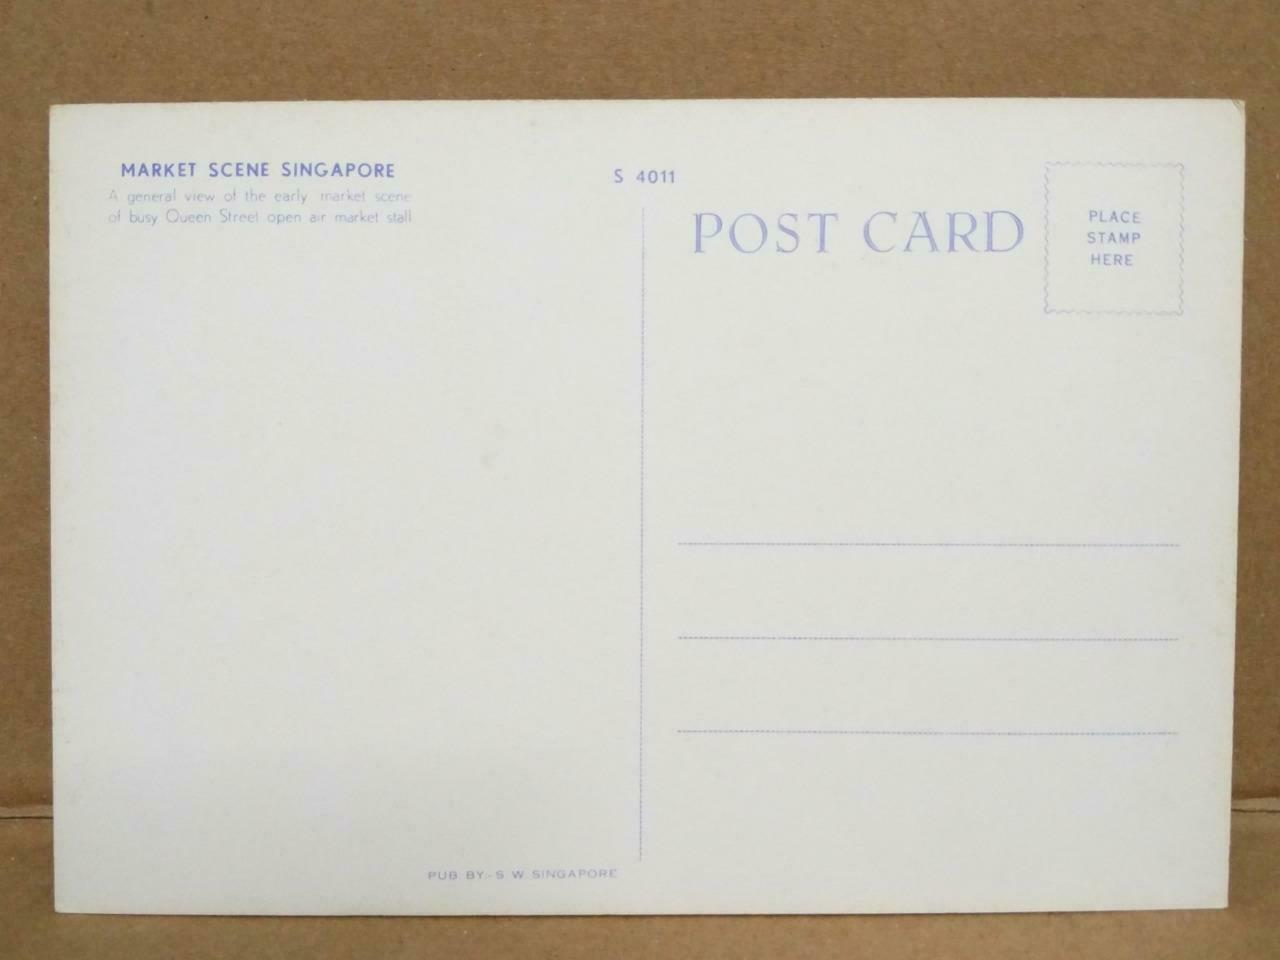 MARKET SCENE SINGAPORE
A general view of the early market scene
of busy Queen Street open air market stall
S 4011
POST CARD
PLACE
STAMP
HERE
PUB BY:- S W SINGAPORE